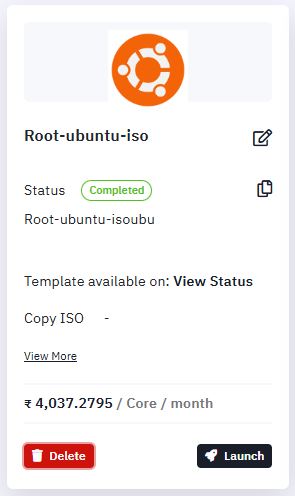 Root-ubuntu-iso
Status Completed
Root-ubuntu-isoubu
Template available on: View Status
Copy ISO -
View More
₹ 4,037.2795 / Core / month
Delete Launch